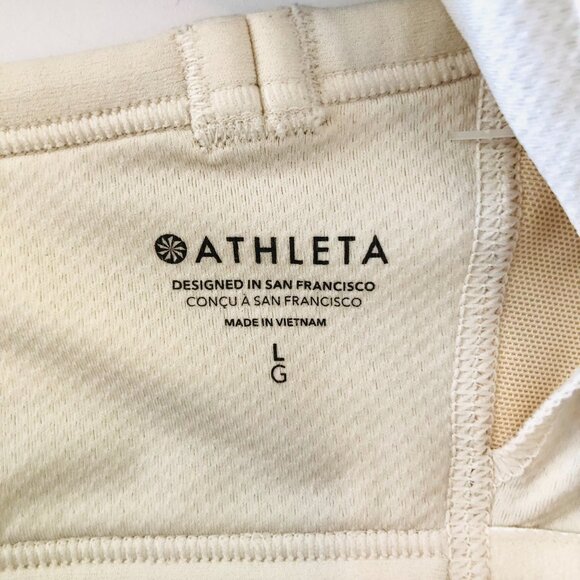 ATHLETA
DESIGNED IN SAN FRANCISCO
CONÇU À SAN FRANCISCO
MADE IN VIETNAM
L
G